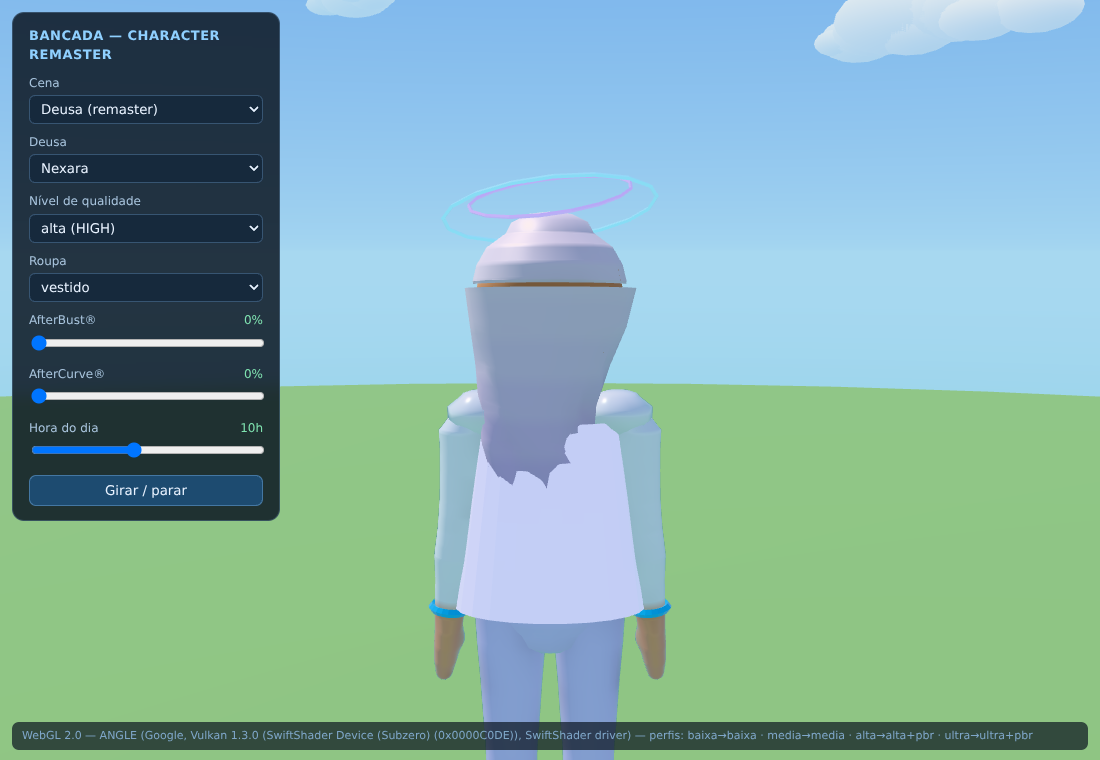 BANCADA — CHARACTER
REMASTER
Cena
Deusa (remaster)
Deusa
Nexara
Nível de qualidade
alta (HIGH)
Roupa
vestido
AfterBust® 0%
AfterCurve® 0%
Hora do dia 10h
Girar / parar
WebGL 2.0 — ANGLE (Google, Vulkan 1.3.0 (SwiftShader Device (Subzero) (0x0000C0DE)), SwiftShader driver) — perfis: baixa→baixa · media→media · alta→alta+pbr · ultra→ultra+pbr